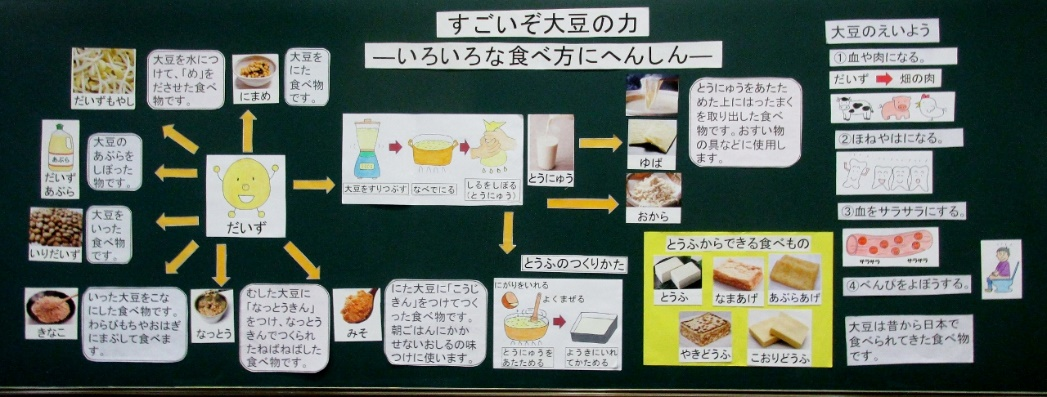 すごいぞ大豆の力
―いろいろな食べ方にへんしん―
だいずもやし
大豆を水につ
けて、「め」を
ださせた食べ
物です。
にまめ
大豆を
にた
食べ物
です。
あぶら
だいず
あぶら
大豆の
あぶらを
しぼった
物です。
いりだいず
大豆を
いった
食べ物
です。
だいず
きなこ
いった大豆をこな
にした食べ物です。
わらびもちやおはぎ
にまぶして食べま
す。
なっとう
むした大豆に
「なっとうきん」
をつけ、なっとう
きんでつくられ
たねばねばした
食べ物です。
みそ
にた大豆に「こうじ
きん」をつけてつく
った食べ物です。
朝ごはんにかか
せないおしるの味
つけに使います。
大豆をすりつぶす
なべでにる
しるをしぼる
(とうにゅう)
とうにゅう
ゆば
とうにゅうをあたた
めた上にはったまく
を取り出した食べ
物です。おすい物
の具などに使用し
ます。
おから
とうふのつくりかた
にがりをいれる
よくまぜる
とうにゅうを
あたためる
ようきにいれ
てかためる
とうふからできる食べもの
とうふ
なまあげ
あぶらあげ
やきどうふ
こおりどうふ
大豆のえいよう
①血や肉になる。
だいず
畑の肉
②ほねやはになる。
③血をサラサラにする。
サラサラ
サラサラ
④べんぴをよぼうする。
大豆は昔から日本で
食べられてきた食べ物
です。